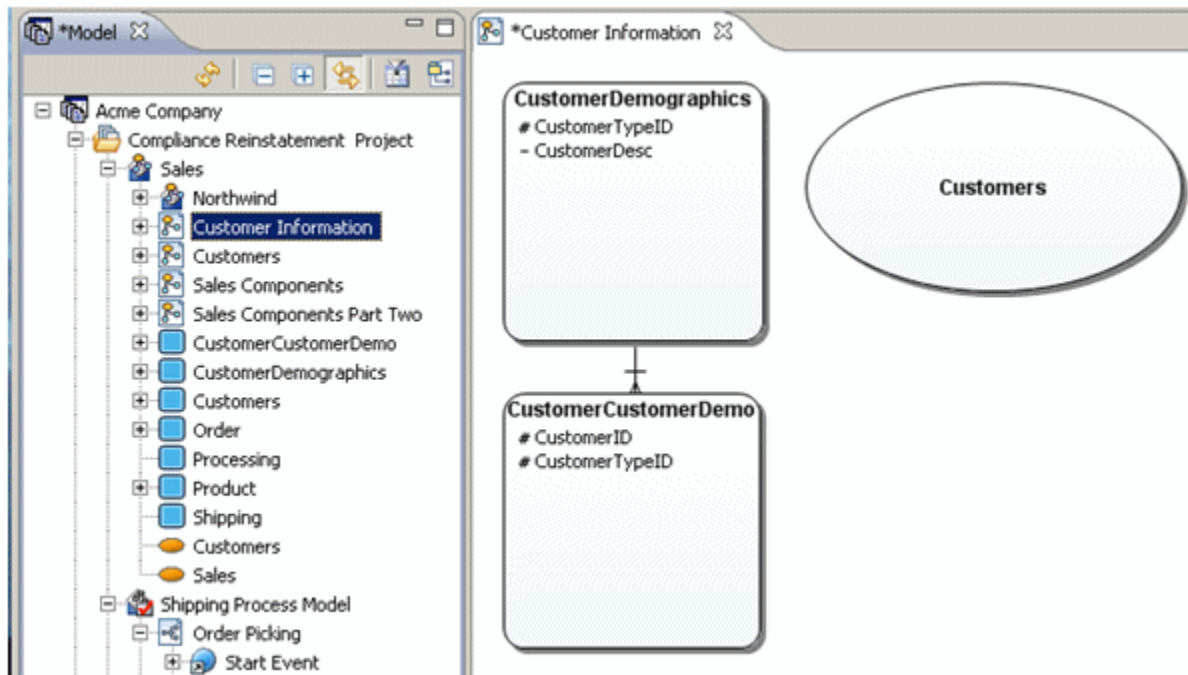 *Model
Acme Company
Compliance Reinstatement Project
Sales
Northwind
Customer Information
Customers
Sales Components
Sales Components Part Two
CustomerCustomerDemo
CustomerDemographics
Customers
Order
Processing
Product
Shipping
Customers
Sales
Shipping Process Model
Order Picking
Start Event
*Customer Information
CustomerDemographics
# CustomerTypeID
- CustomerDesc
Customers
CustomerCustomerDemo
# CustomerID
# CustomerTypeID